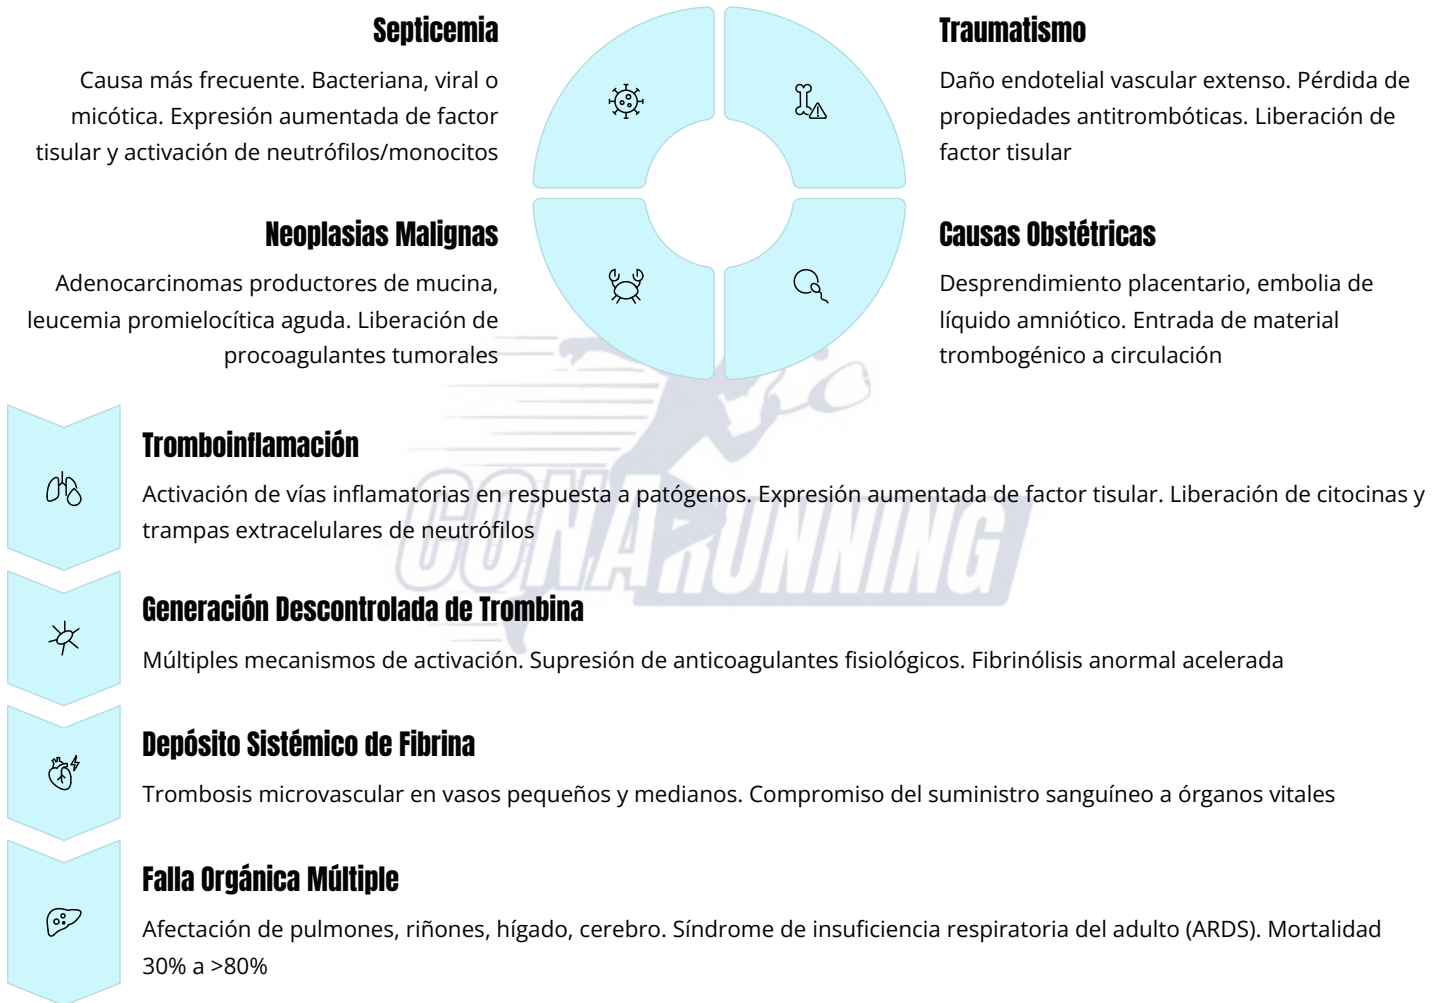 Septicemia
Causa más frecuente. Bacteriana, viral o
micótica. Expresión aumentada de factor
tisular y activación de neutrófilos/monocitos
Traumatismo
Daño endotelial vascular extenso. Pérdida de
propiedades antitrombóticas. Liberación de
factor tisular
Neoplasias Malignas
Adenocarcinomas productores de mucina,
leucemia promielocítica aguda. Liberación de
procoagulantes tumorales
Causas Obstétricas
Desprendimiento placentario, embolia de
líquido amniótico. Entrada de material
trombogénico a circulación
Tromboinflamación
Activación de vías inflamatorias en respuesta a patógenos. Expresión aumentada de factor tisular. Liberación de citocinas y
trampas extracelulares de neutrófilos
CONARUNNING
Generación Descontrolada de Trombina
Múltiples mecanismos de activación. Supresión de anticoagulantes fisiológicos. Fibrinólisis anormal acelerada
Depósito Sistémico de Fibrina
Trombosis microvascular en vasos pequeños y medianos. Compromiso del suministro sanguíneo a órganos vitales
Falla Orgánica Múltiple
Afectación de pulmones, riñones, hígado, cerebro. Síndrome de insuficiencia respiratoria del adulto (ARDS). Mortalidad
30% a >80%